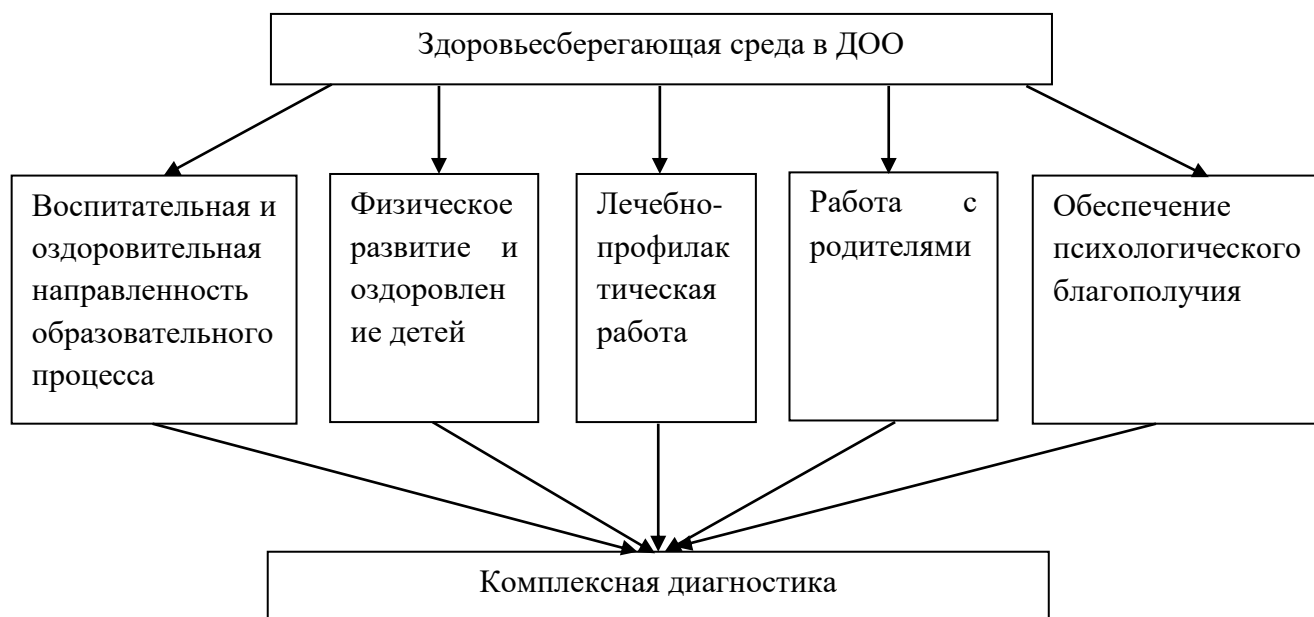 Здоровьесберегающая среда в ДОО
Воспитательная и
оздоровительная
направленность
образовательного
процесса
Физическое
развитие и
оздоровлен
ие детей
Лечебно-
профилак
тическая
работа
Работа с
родителями
Обеспечение
психологического
благополучия
Комплексная диагностика